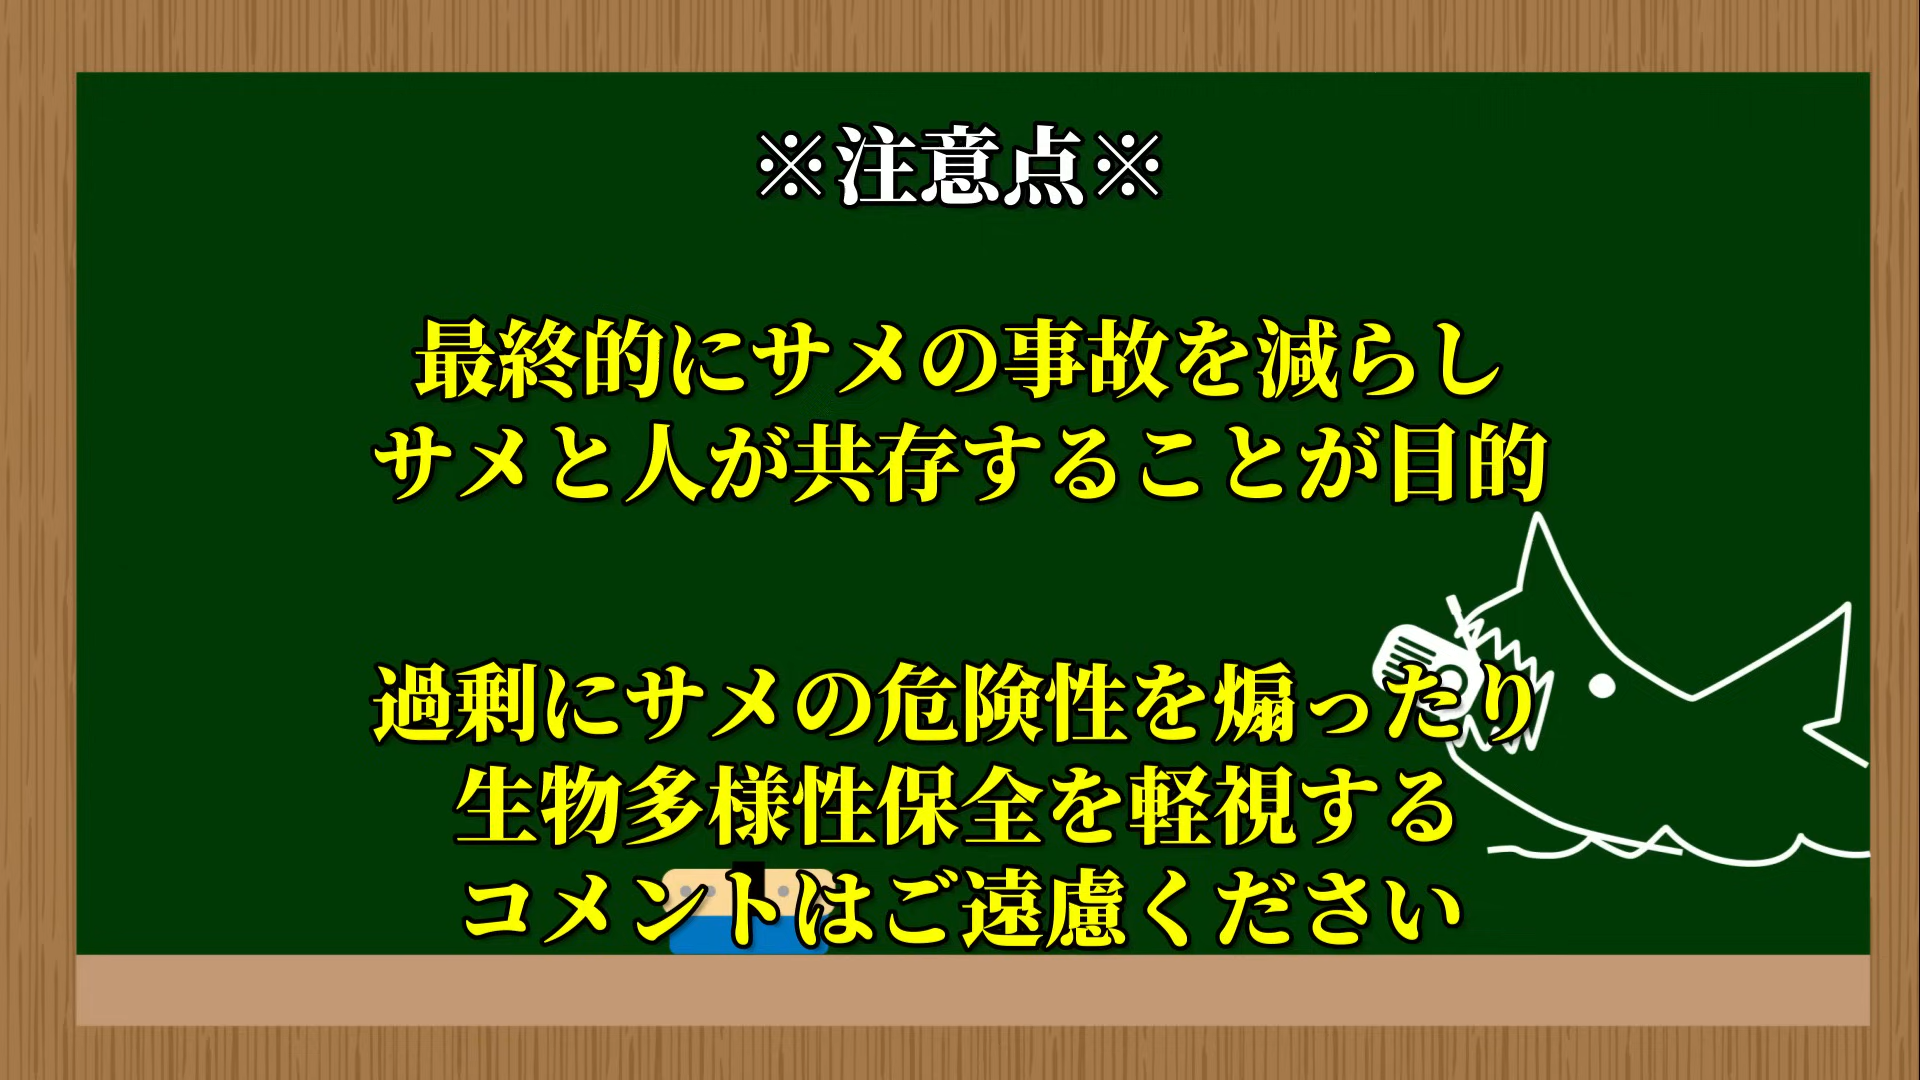 ※注意点※
最終的にサメの事故を減らし
サメと人が共存することが目的
過剰にサメの危険性を煽ったり
生物多様性保全を軽視する
コメントはご遠慮ください